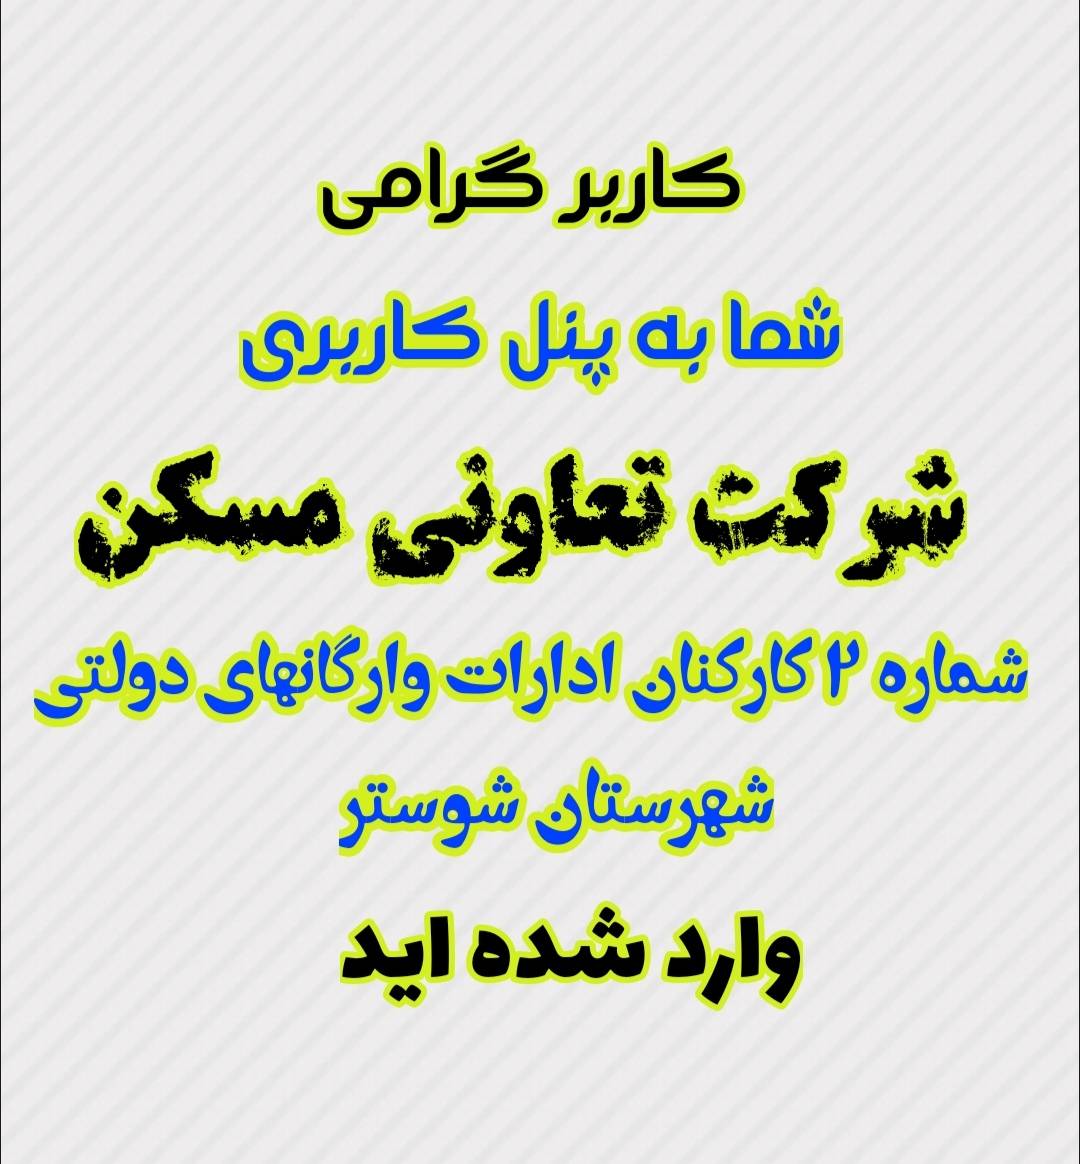 کاربر گرامی
شما به پنل کاربری
شرکت تعاونی مسکن
شماره ۲ کارکنان ادارات وارگانهای دولتی
شهرستان شوستر
وارد شده اید